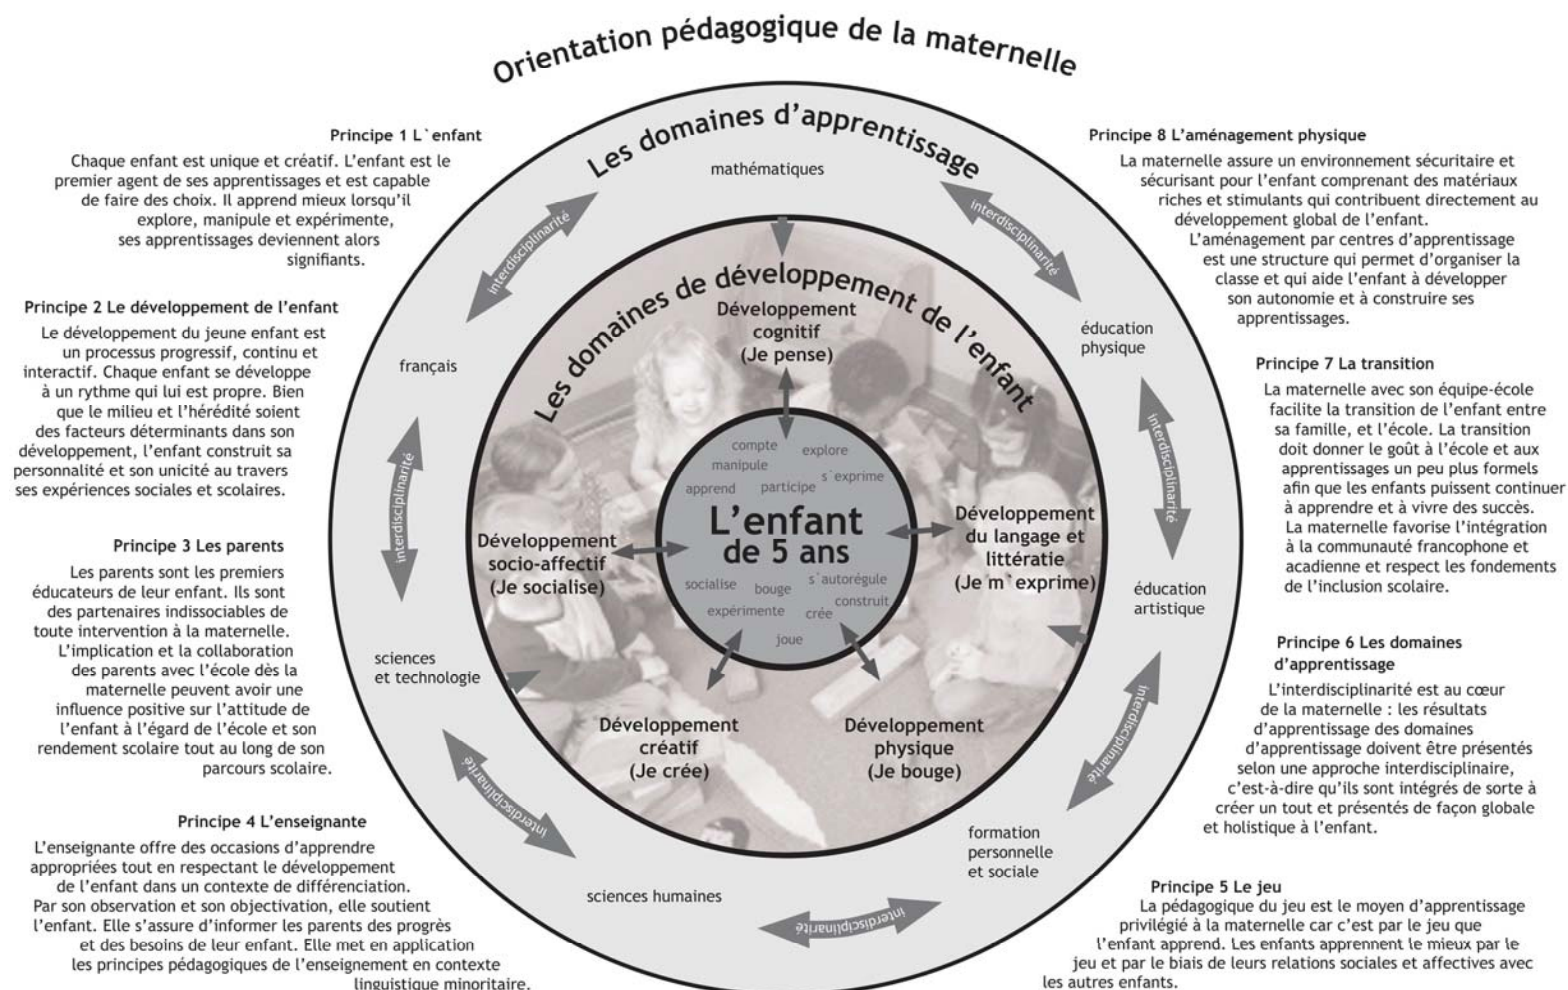 Orientation pédagogique de la maternelle
Principe 1 L`enfant
Chaque enfant est unique et créatif. L'enfant est le
premier agent de ses apprentissages et est capable
de faire des choix. Il apprend mieux lorsqu'il
explore, manipule et expérimente,
ses apprentissages deviennent alors
signifiants.
Principe 2 Le développement de l'enfant
Le développement du jeune enfant est
un processus progressif, continu et
interactif. Chaque enfant se développe
à un rythme qui lui est propre. Bien
que le milieu et l'hérédité soient
des facteurs déterminants dans son
développement, l'enfant construit sa
personnalité et son unicité au travers
ses expériences sociales et scolaires.
Principe 3 Les parents
Les parents sont les premiers
éducateurs de leur enfant. Ils sont
des partenaires indissociables de
toute intervention à la maternelle.
L'implication et la collaboration
des parents avec l'école dès la
maternelle peuvent avoir une
influence positive sur l'attitude de
l'enfant à l'égard de l'école et son
rendement scolaire tout au long de son
parcours scolaire.
Principe 4 L'enseignante
L'enseignante offre des occasions d'apprendre
appropriées tout en respectant le développement
de l'enfant dans un contexte de différenciation.
Par son observation et son objectivation, elle soutient
l'enfant. Elle s'assure d'informer les parents des progrès
et des besoins de leur enfant. Elle met en application
les principes pédagogiques de l'enseignement en contexte
linguistique minoritaire.
Les domaines d'apprentissage
mathématiques
interdisciplinarité
éducation
physique
interdisciplinarité
éducation
artistique
interdisciplinarité
formation
personnelle
et sociale
interdisciplinarité
sciences humaines
interdisciplinarité
sciences
et technologie
interdisciplinarité
français
interdisciplinarité
Les domaines de développement de l'enfant
Développement
cognitif
(Je pense)
Développement
du langage et
littératie
(Je m`exprime)
Développement
physique
(Je bouge)
Développement
créatif
(Je crée)
Développement
socio-affectif
(Je socialise)
compte
explore
manipule
s`exprime
apprend
participe
L'enfant
de 5 ans
socialise
bouge
s`autorégule
expérimente
crée
construit
joue
Principe 8 L'aménagement physique
La maternelle assure un environnement sécuritaire et
sécurisant pour l'enfant comprenant des matériaux
riches et stimulants qui contribuent directement au
développement global de l'enfant.
L'aménagement par centres d'apprentissage
est une structure qui permet d'organiser la
classe et qui aide l'enfant à développer
son autonomie et à construire ses
apprentissages.
Principe 7 La transition
La maternelle avec son équipe-école
facilite la transition de l'enfant entre
sa famille, et l'école. La transition
doit donner le goût à l'école et aux
apprentissages un peu plus formels
afin que les enfants puissent continuer
à apprendre et à vivre des succès.
La maternelle favorise l'intégration
à la communauté francophone et
acadienne et respect les fondements
de l'inclusion scolaire.
Principe 6 Les domaines
d'apprentissage
L'interdisciplinarité est au cœur
de la maternelle : les résultats
d'apprentissage des domaines
d'apprentissage doivent être présentés
selon une approche interdisciplinaire,
c'est-à-dire qu'ils sont intégrés de sorte à
créer un tout et présentés de façon globale
et holistique à l'enfant.
Principe 5 Le jeu
La pédagogique du jeu est le moyen d'apprentissage
privilégié à la maternelle car c'est par le jeu que
l'enfant apprend. Les enfants apprennent le mieux par le
jeu et par le biais de leurs relations sociales et affectives avec
les autres enfants.